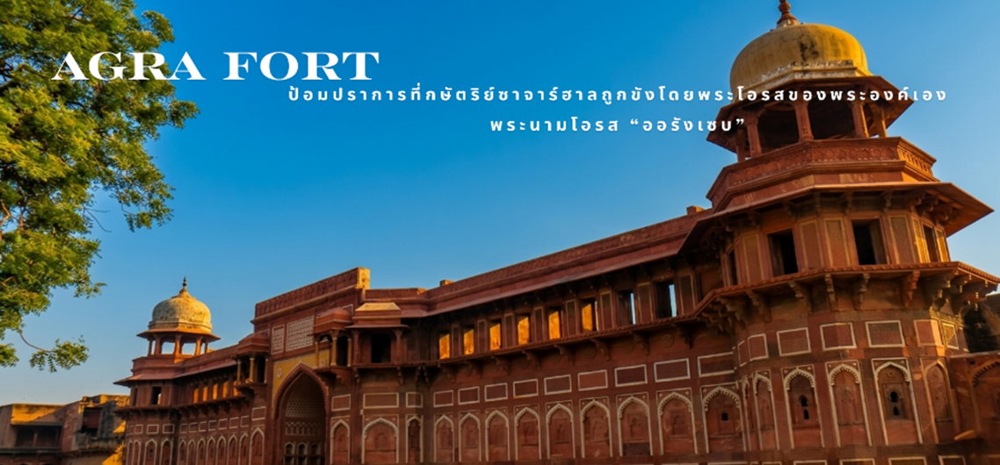 AGRA FORT
ป้อมปราการที่กษัตริย์ชาจาร์ฮาลถูกขังโดยพระโอรสของพระองค์เอง
พระนามโอรส “ออรังเซบ”